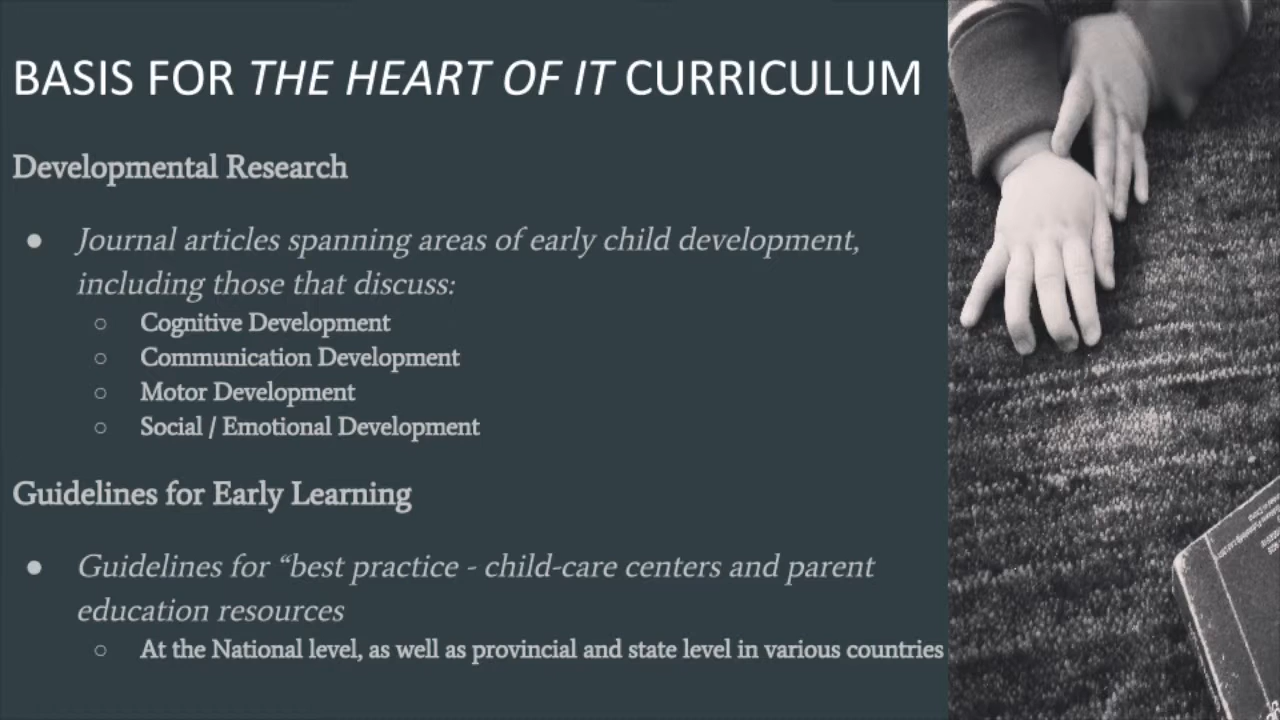 BASIS FOR THE HEART OF IT CURRICULUM
Developmental Research
● Journal articles spanning areas of early child development,
including those that discuss:
○ Cognitive Development
○ Communication Development
○ Motor Development
○ Social / Emotional Development
Guidelines for Early Learning
● Guidelines for “best practice - child-care centers and parent
education resources
○ At the National level, as well as provincial and state level in various countries